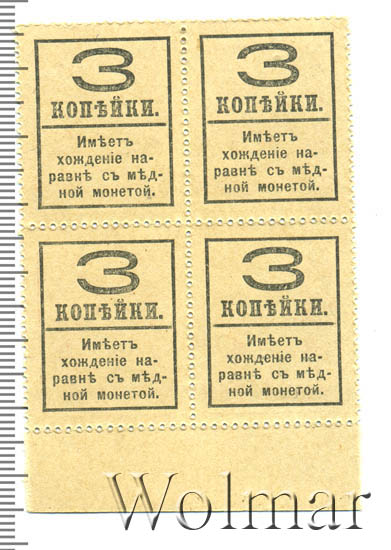 3
КОПѢЙКИ.
Имѣетъ
хожденіе на-
равнѣ съ мѣд-
ной монетой.
3
КОПѢЙКИ.
Имѣетъ
хожденіе на-
равнѣ съ мѣд-
ной монетой.
3
КОПѢЙКИ.
Имѣетъ
хожденіе на-
равнѣ съ мѣд-
ной монетой.
3
КОПѢЙКИ.
Имѣетъ
хожденіе на-
равнѣ съ мѣд-
ной монетой.
Wolmar